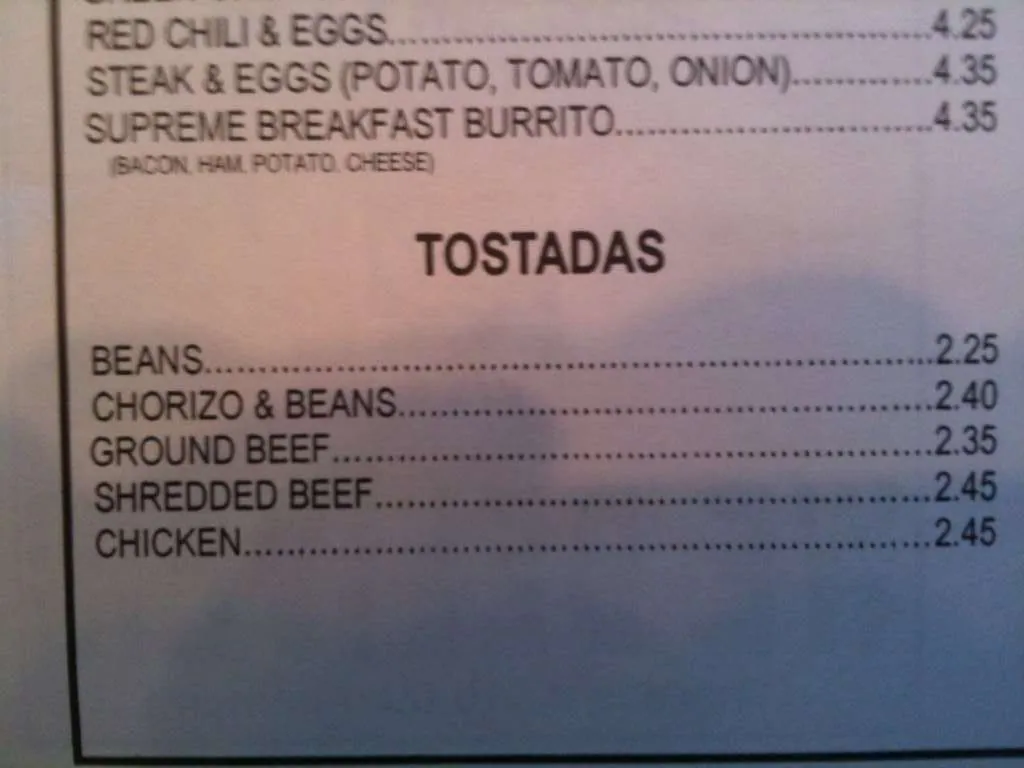 RED CHILI & EGGS 4.25
STEAK & EGGS (POTATO, TOMATO, ONION) 4.35
SUPREME BREAKFAST BURRITO 4.35
(BACON, HAM, POTATO, CHEESE)
TOSTADAS
BEANS 2.25
CHORIZO & BEANS 2.40
GROUND BEEF 2.35
SHREDDED BEEF 2.45
CHICKEN 2.45